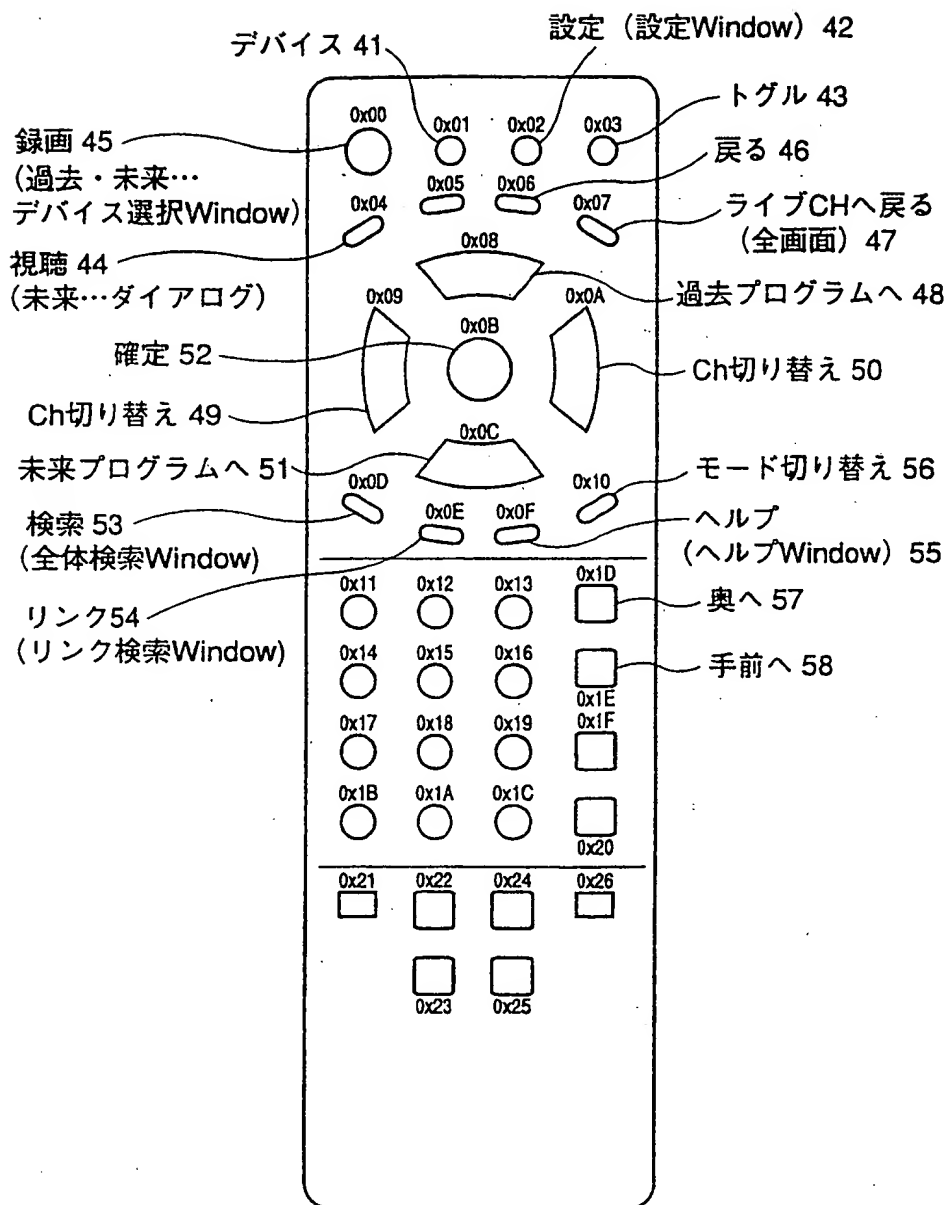 デバイス 41
設定（設定Window）42
トグル 43
録画 45
(過去・未来…
デバイス選択Window)
戻る 46
ライブCHへ戻る
(全画面) 47
視聴 44
(未来…ダイアログ)
過去プログラムへ 48
確定 52
Ch切り替え 50
Ch切り替え 49
未来プログラムへ 51
モード切り替え 56
検索 53
(全体検索Window)
ヘルプ
(ヘルプWindow) 55
リンク54
(リンク検索Window)
奥へ 57
手前へ 58
0x00
0x01
0x02
0x03
0x04
0x05
0x06
0x07
0x08
0x09
0x0A
0x0B
0x0C
0x0D
0x0E
0x0F
0x10
0x11
0x12
0x13
0x1D
0x14
0x15
0x16
0x1E
0x17
0x18
0x19
0x1F
0x1B
0x1A
0x1C
0x20
0x21
0x22
0x24
0x26
0x23
0x25